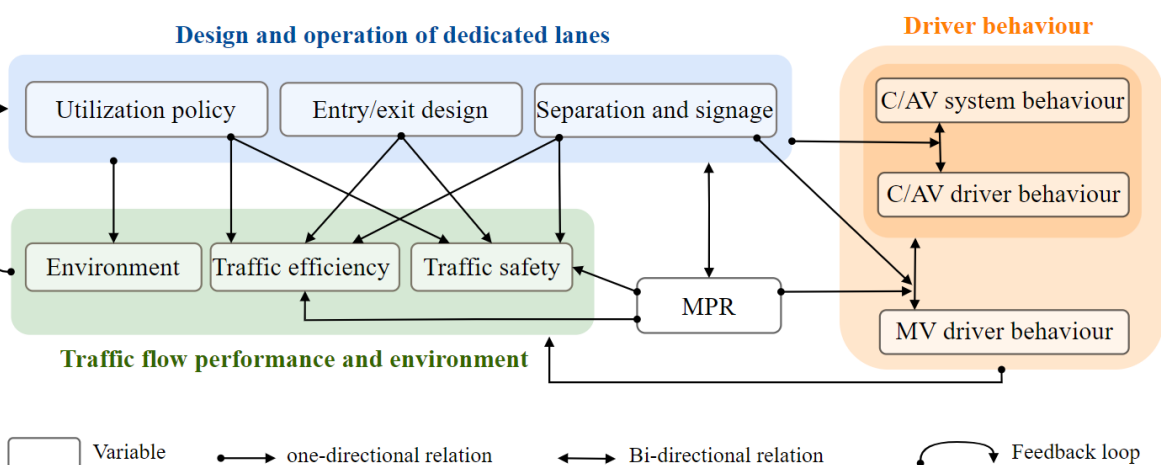 Design and operation of dedicated lanes
Driver behaviour
Utilization policy
Entry/exit design
Separation and signage
C/AV system behaviour
C/AV driver behaviour
Environment
Traffic efficiency
Traffic safety
MPR
MV driver behaviour
Traffic flow performance and environment
Variable
one-directional relation
Bi-directional relation
Feedback loop